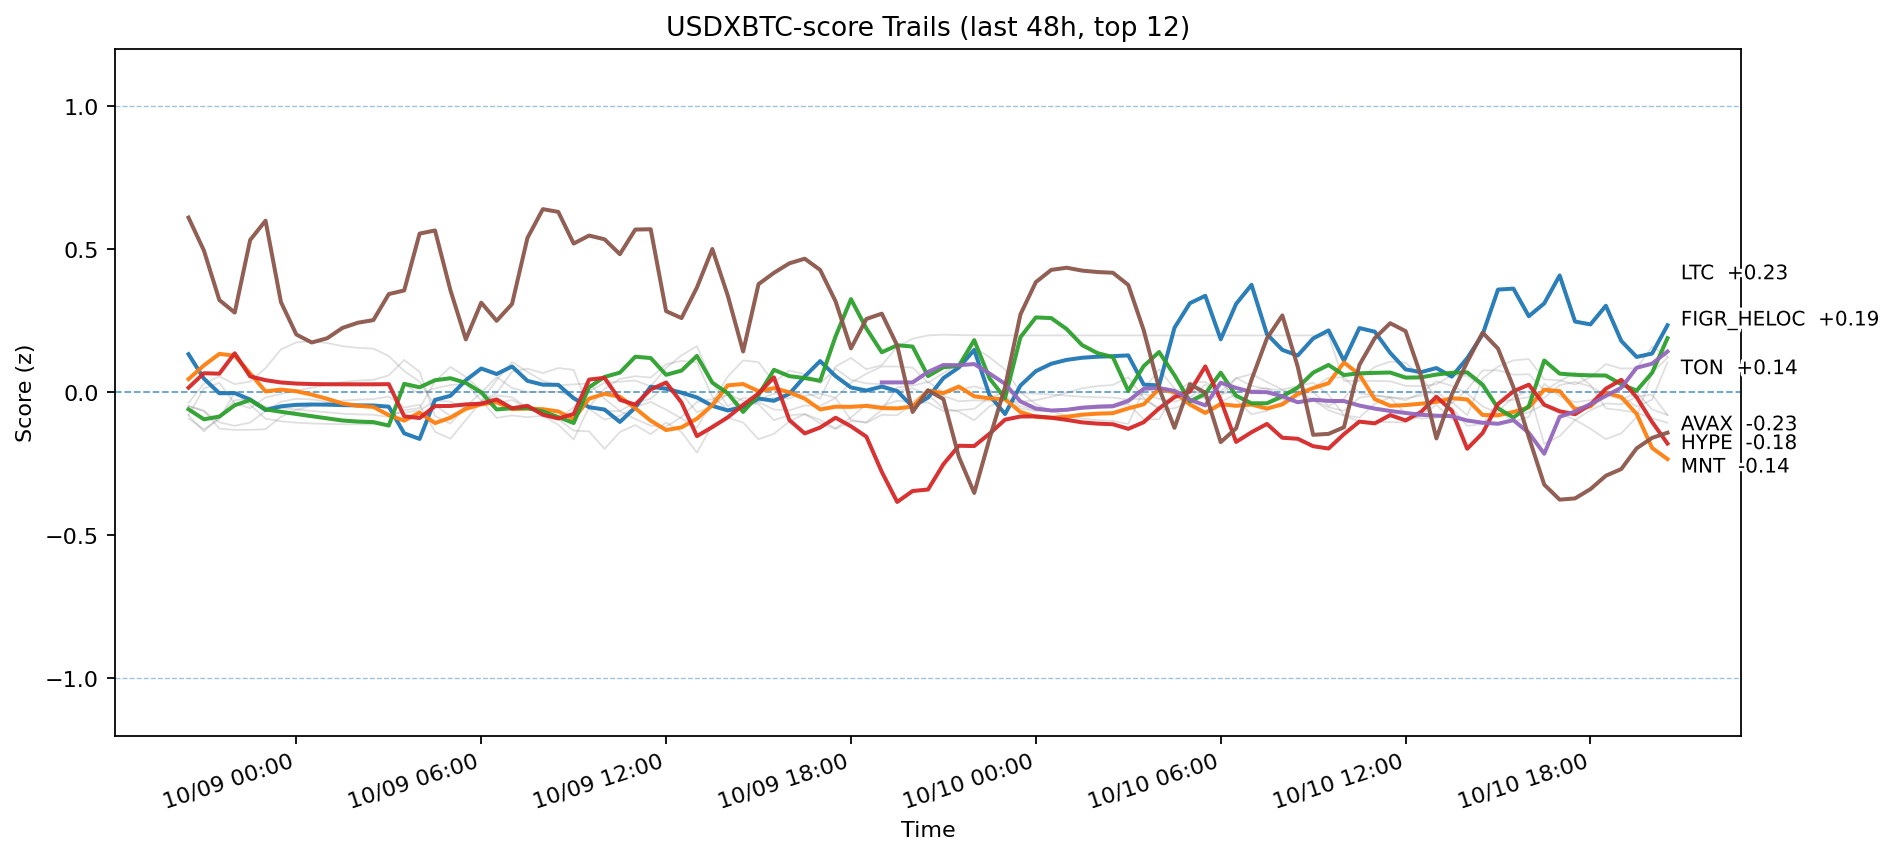 USDXBTC-score Trails (last 48h, top 12)
Score (z)
1.0
0.5
0.0
−0.5
−1.0
LTC +0.23
FIGR_HELOC +0.19
TON +0.14
AVAX -0.23
HYPE -0.18
MNT -0.14
10/09 00:00
10/09 06:00
10/09 12:00
10/09 18:00
10/10 00:00
10/10 06:00
10/10 12:00
10/10 18:00
Time